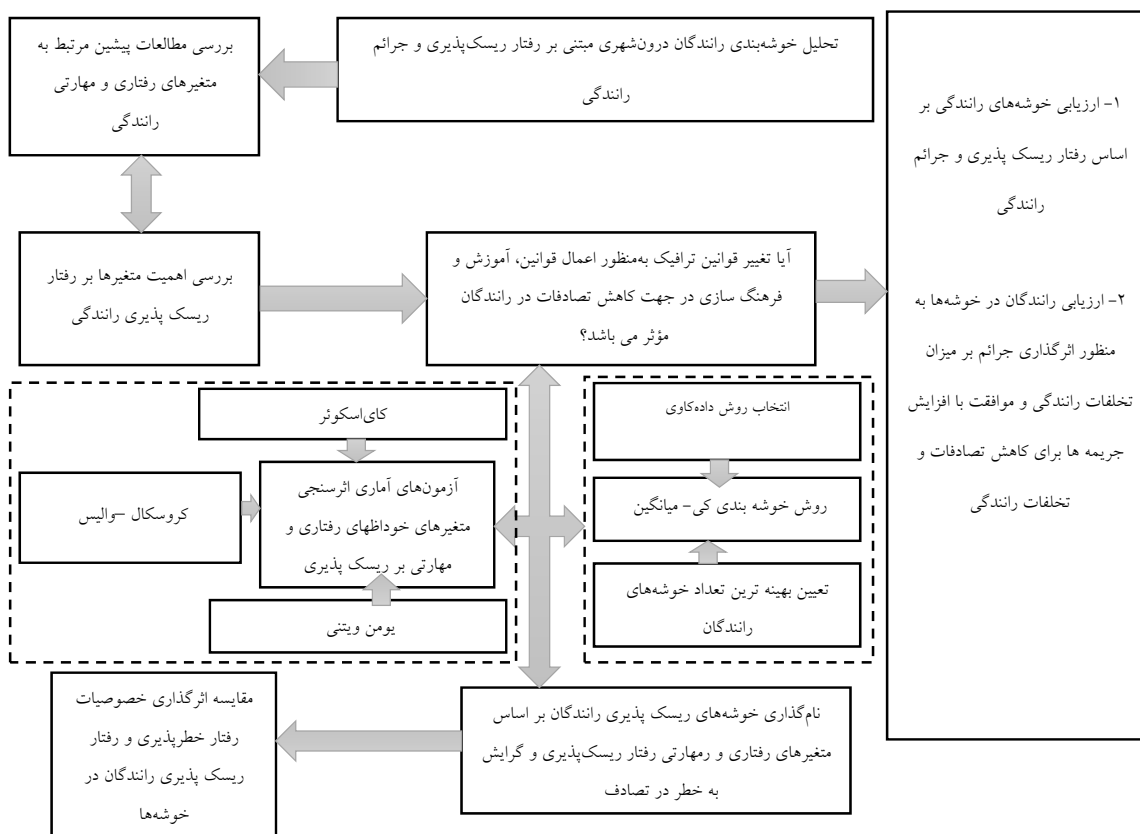 تحلیل خوشه‌بندی رانندگان درون‌شهری مبتنی بر رفتار ریسک‌پذیری و جرائم
رانندگی
بررسی مطالعات پیشین مرتبط به
متغیرهای رفتاری و مهارتی
رانندگی
بررسی اهمیت متغیرها بر رفتار
ریسک پذیری رانندگی
آیا تغییر قوانین ترافیک به‌منظور اعمال قوانین، آموزش و
فرهنگ سازی در جهت کاهش تصادفات در رانندگان
مؤثر می باشد؟
۱- ارزیابی خوشه‌های رانندگی بر
اساس رفتار ریسک پذیری و جرائم
رانندگی
۲- ارزیابی رانندگان در خوشه‌ها به
منظور اثرگذاری جرائم بر میزان
تخلفات رانندگی و موافقت با افزایش
جریمه ها برای کاهش تصادفات و
تخلفات رانندگی
انتخاب روش داده‌کاوی
روش خوشه بندی کی- میانگین
تعیین بهینه ترین تعداد خوشه‌های
رانندگان
کای‌اسکوئر
کروسکال –والیس
آزمون‌های آماری اثرسنجی
متغیرهای خوداظهای رفتاری و
مهارتی بر ریسک پذیری
یومن ویتنی
نام‌گذاری خوشه‌های ریسک پذیری رانندگان بر اساس
متغیرهای رفتاری و رمهارتی رفتار ریسک‌پذیری و گرایش
به خطر در تصادف
مقایسه اثرگذاری خصوصیات
رفتار خطرپذیری و رفتار
ریسک پذیری رانندگان در
خوشه‌ها